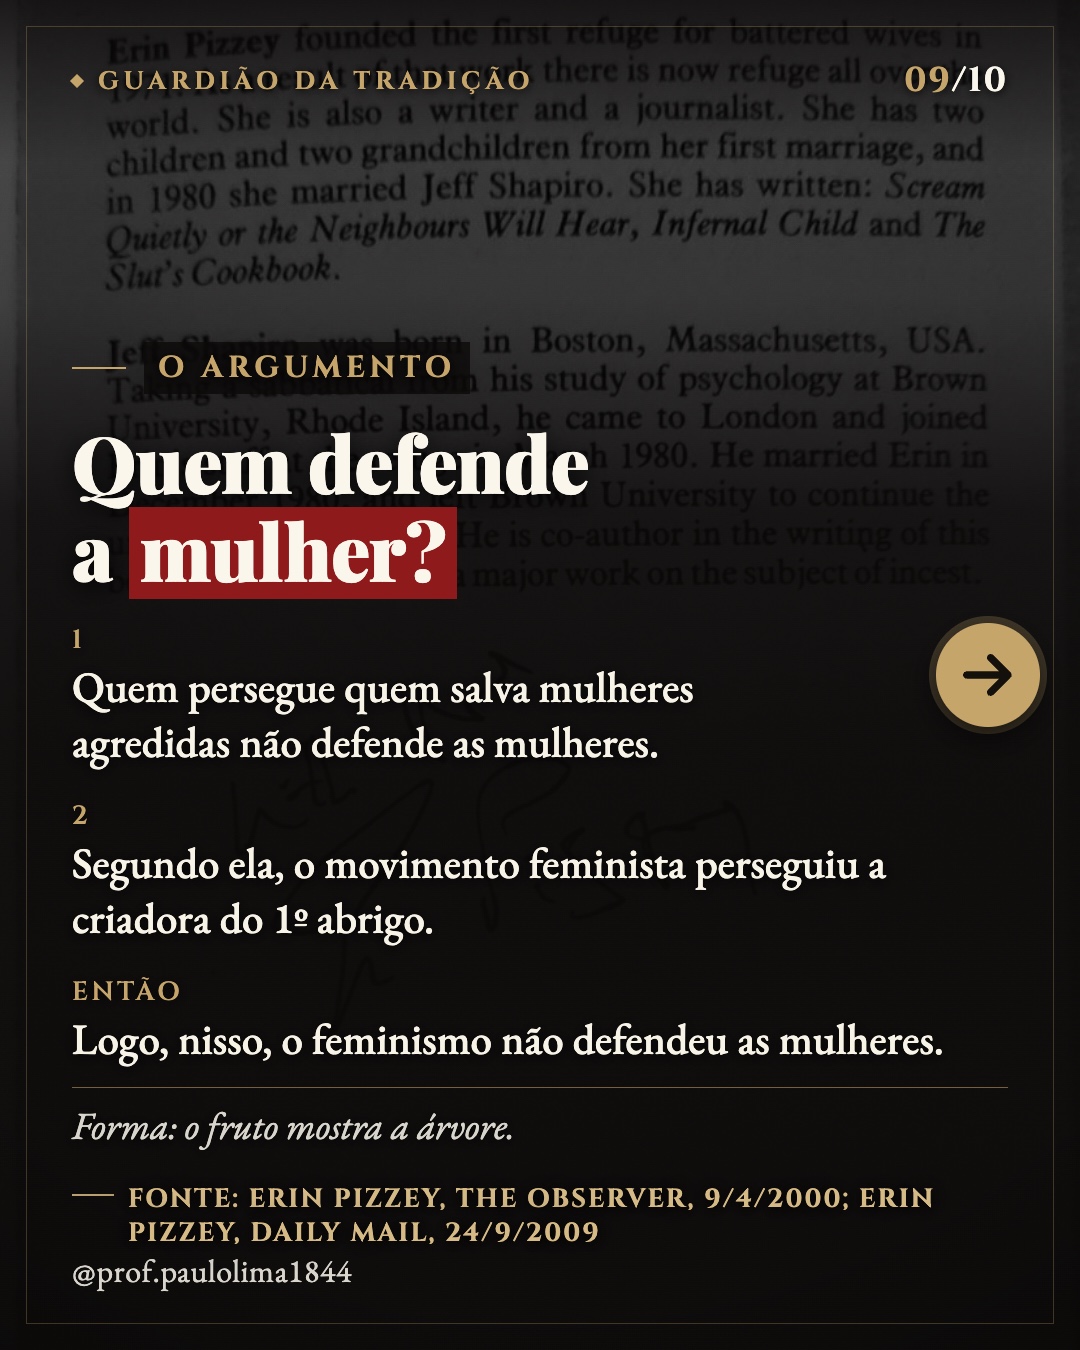 Erin Pizzey founded the first refuge for battered wives in
◆ GUARDIÃO DA TRADIÇÃO
09/10
there is now refuge all
world. She is also a writer and a journalist. She has two
children and two grandchildren from her first marriage, and
in 1980 she married Jeff Shapiro. She has written: Scream
Quietly or the Neighbours Will Hear, Infernal Child and The
Slut's Cookbook.
in Boston, Massachusetts, USA.
O ARGUMENTO
his study of psychology at Brown
University, Rhode Island, he came to London and joined
1980. He married Erin in
Quem defende
University to continue the
a mulher?
He is co-author in the writing of this
major work on the subject of incest.
1
Quem persegue quem salva mulheres
agredidas não defende as mulheres.
2
Segundo ela, o movimento feminista perseguiu a
criadora do 1º abrigo.
ENTÃO
Logo, nisso, o feminismo não defendeu as mulheres.
Forma: o fruto mostra a árvore.
FONTE: ERIN PIZZEY, THE OBSERVER, 9/4/2000; ERIN
PIZZEY, DAILY MAIL, 24/9/2009
@prof.paulolima1844